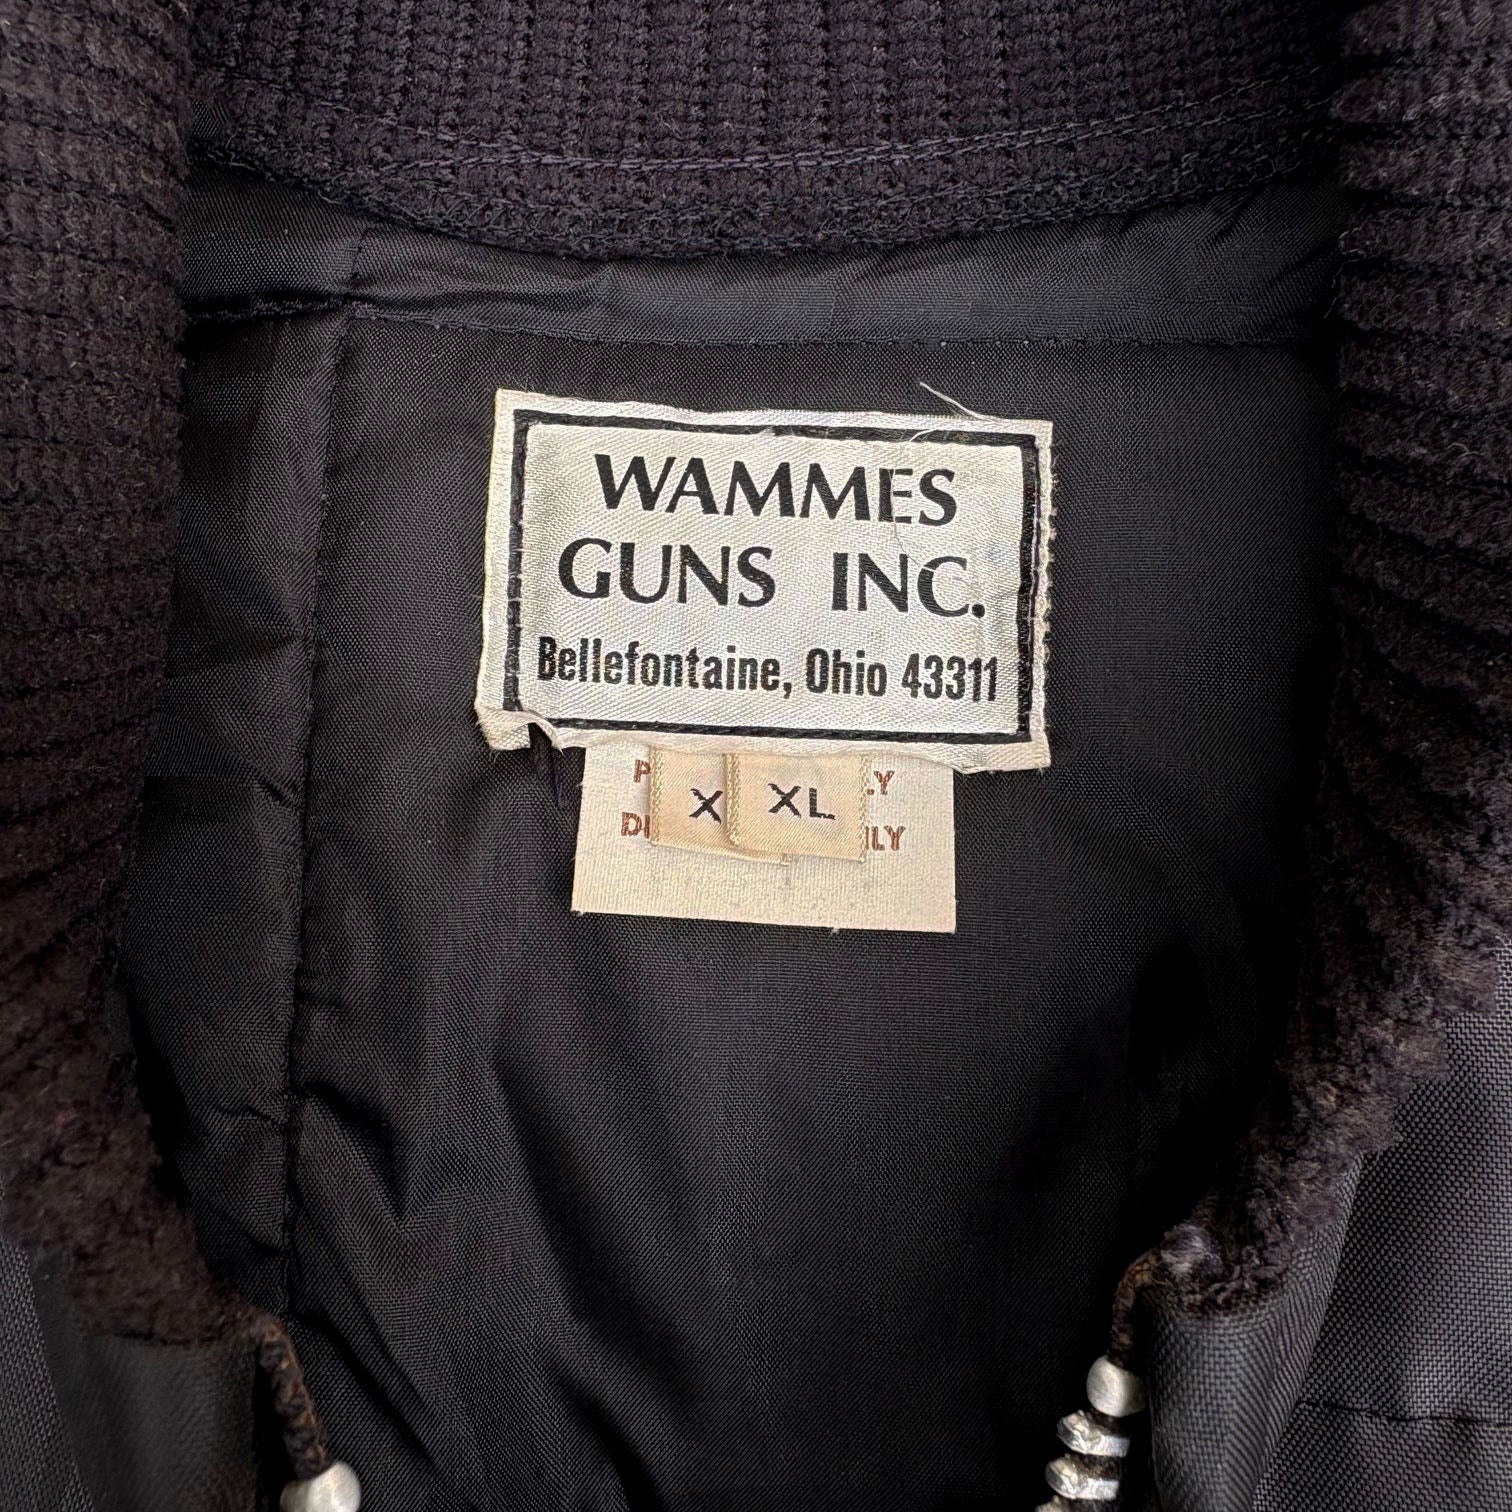 WAMMES
GUNS INC.
Bellefontaine, Ohio 43311
X XL